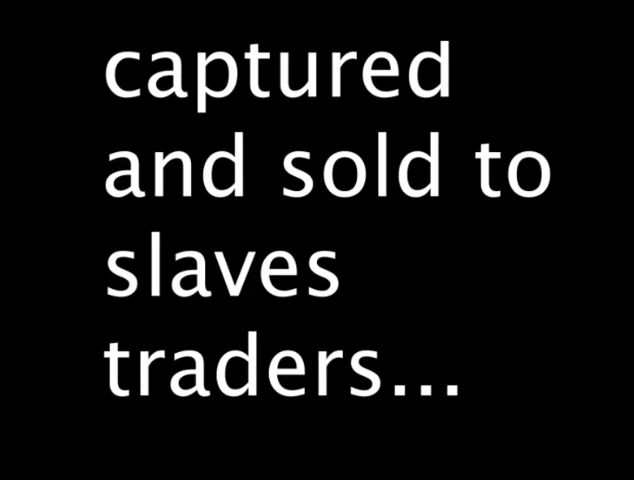 captured
and sold to
slaves
traders...